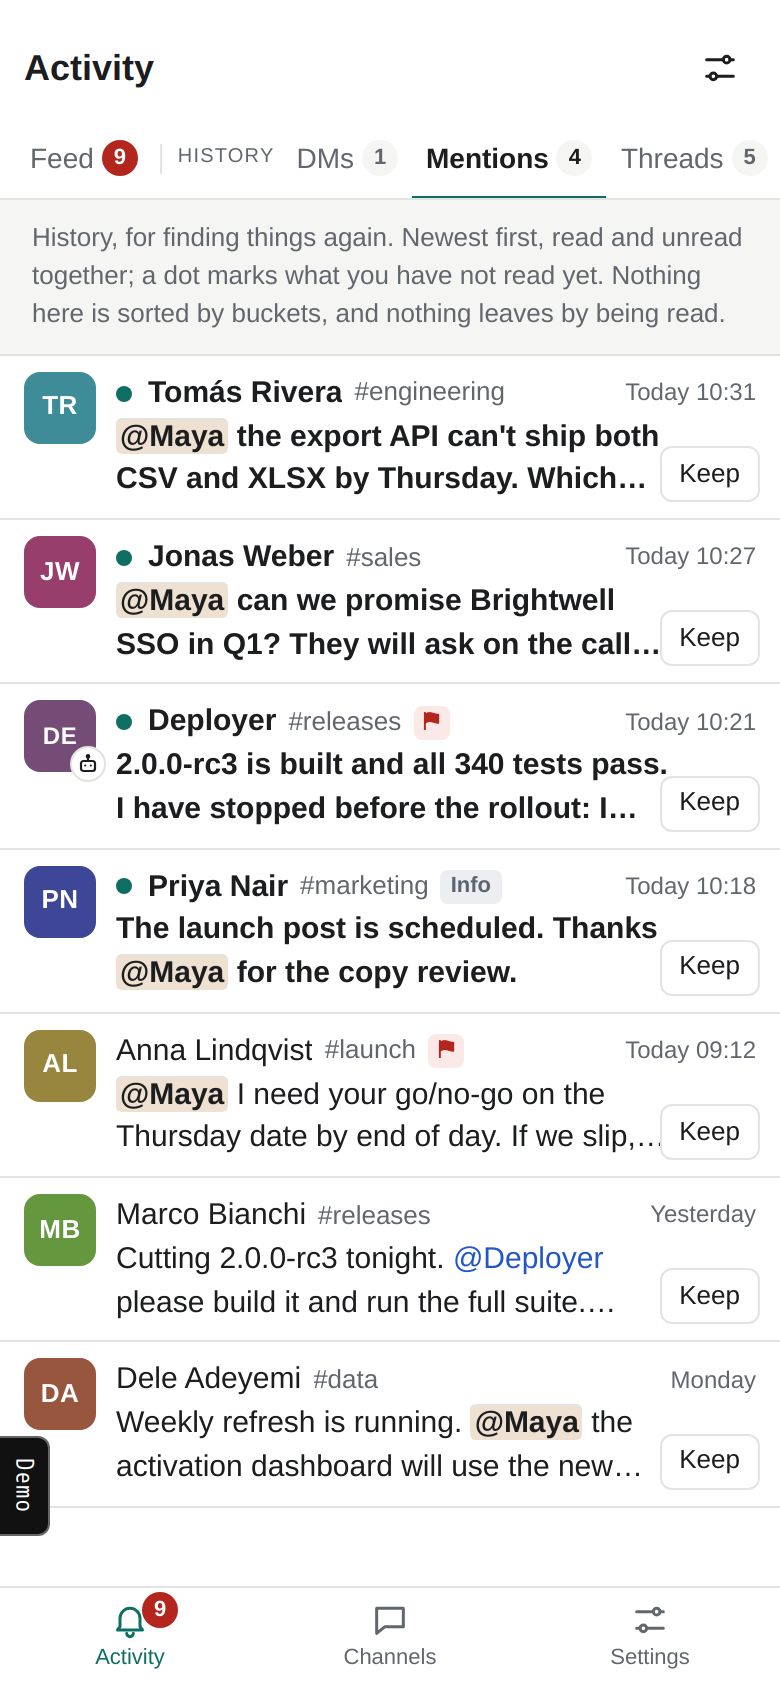 Activity
Feed 9 HISTORY DMs 1 Mentions 4 Threads 5
History, for finding things again. Newest first, read and unread
together; a dot marks what you have not read yet. Nothing
here is sorted by buckets, and nothing leaves by being read.
TR Tomás Rivera #engineering Today 10:31
@Maya the export API can't ship both
CSV and XLSX by Thursday. Which… Keep
JW Jonas Weber #sales Today 10:27
@Maya can we promise Brightwell
SSO in Q1? They will ask on the call… Keep
DE Deployer #releases Today 10:21
2.0.0-rc3 is built and all 340 tests pass.
I have stopped before the rollout: I… Keep
PN Priya Nair #marketing Info Today 10:18
The launch post is scheduled. Thanks
@Maya for the copy review. Keep
AL Anna Lindqvist #launch Today 09:12
@Maya I need your go/no-go on the
Thursday date by end of day. If we slip,… Keep
MB Marco Bianchi #releases Yesterday
Cutting 2.0.0-rc3 tonight. @Deployer
please build it and run the full suite.… Keep
DA Dele Adeyemi #data Monday
Weekly refresh is running. @Maya the
activation dashboard will use the new… Keep
Demo
9
Activity Channels Settings